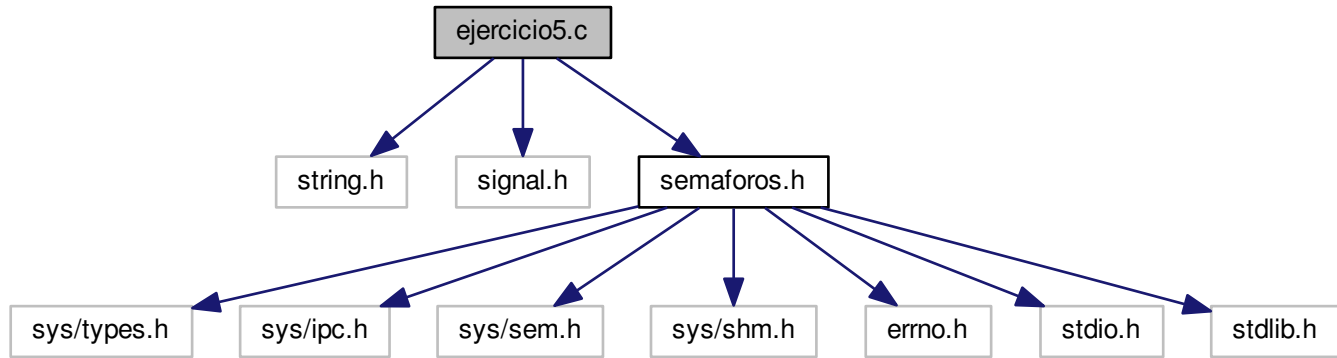 ejercicio5.c
string.h
signal.h
semaforos.h
sys/types.h
sys/ipc.h
sys/sem.h
sys/shm.h
errno.h
stdio.h
stdlib.h